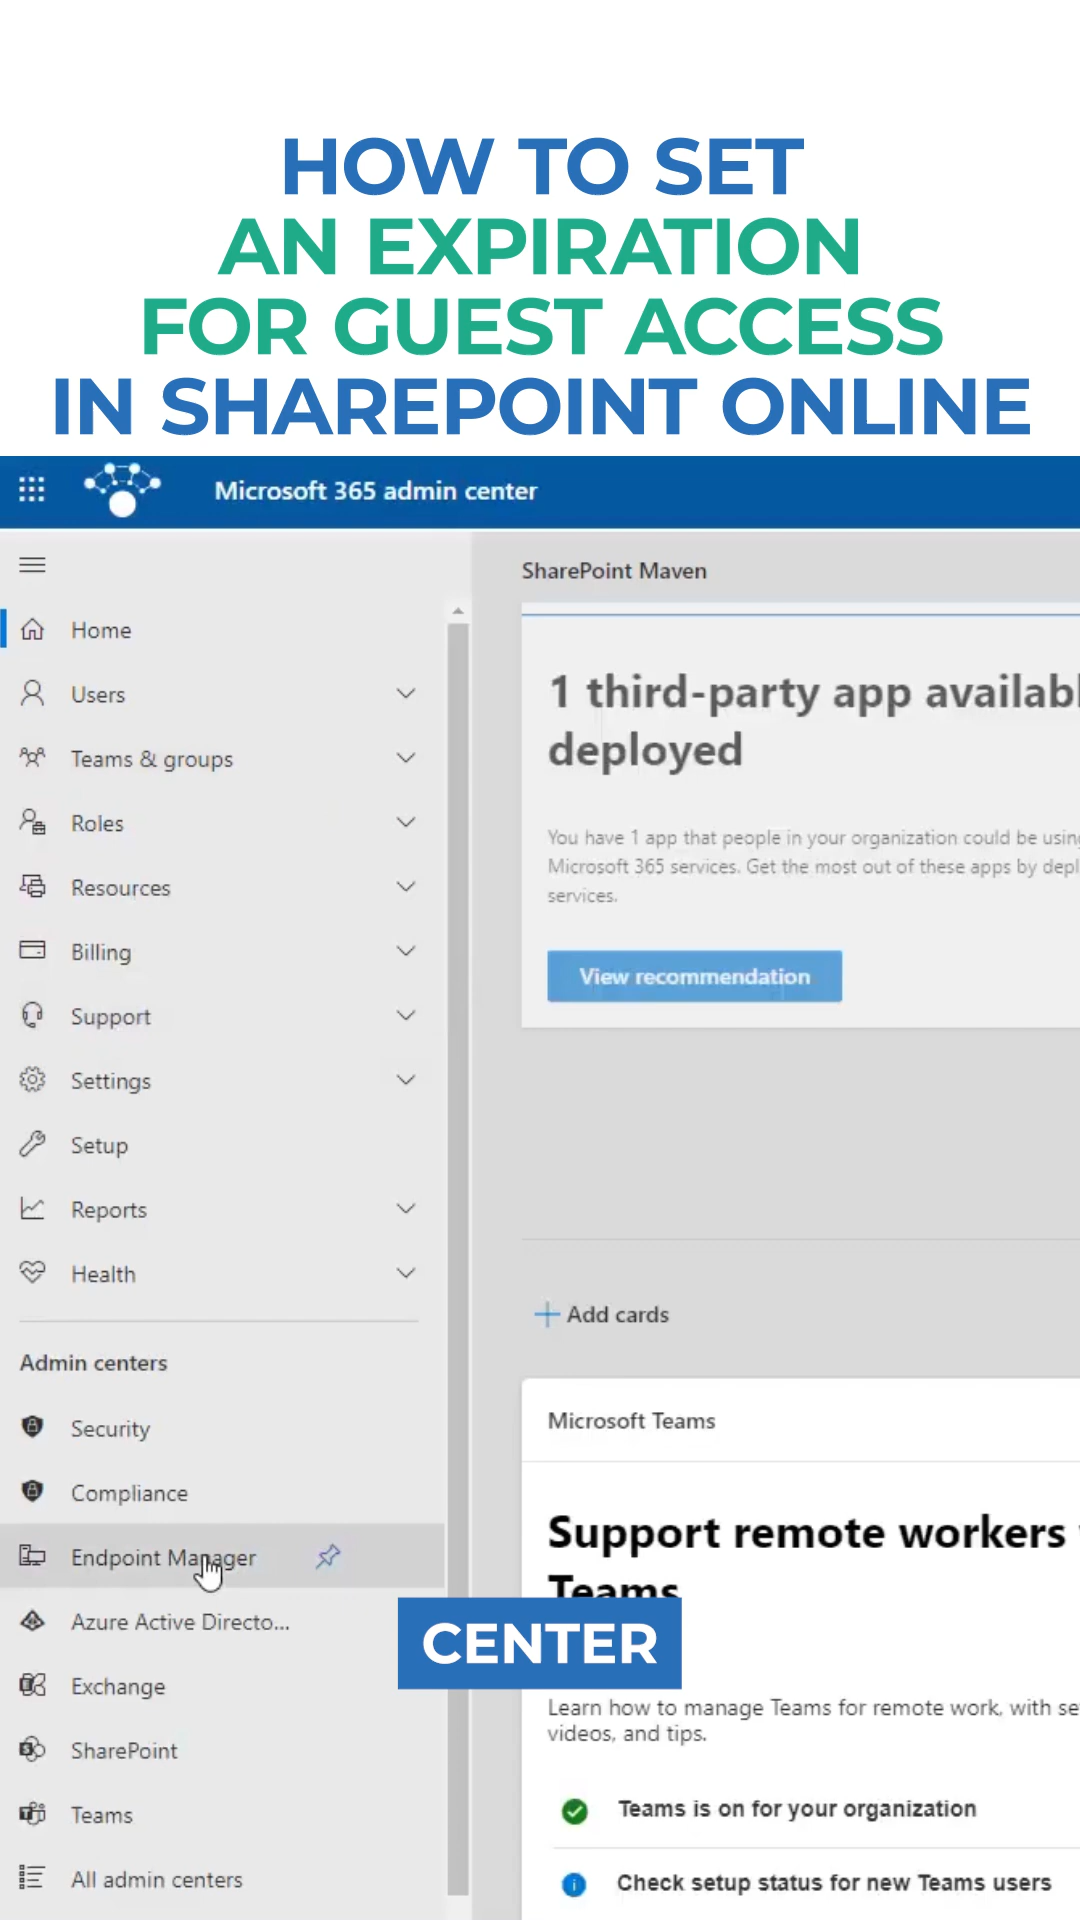 HOW TO SET
AN EXPIRATION
FOR GUEST ACCESS
IN SHAREPOINT ONLINE
Microsoft 365 admin center
Home
Users
Teams & groups
Roles
Resources
Billing
Support
Settings
Setup
Reports
Health
Admin centers
Security
Compliance
Endpoint Manager
Azure Active Directo...
Exchange
SharePoint
Teams
All admin centers
SharePoint Maven
1 third-party app availab
deployed
You have 1 app that people in your organization could be using
Microsoft 365 services. Get the most out of these apps by depl
services.
View recommendation
Add cards
Microsoft Teams
Support remote workers
Teams
CENTER
Learn how to manage Teams for remote work, with se
videos, and tips.
Teams is on for your organization
Check setup status for new Teams users